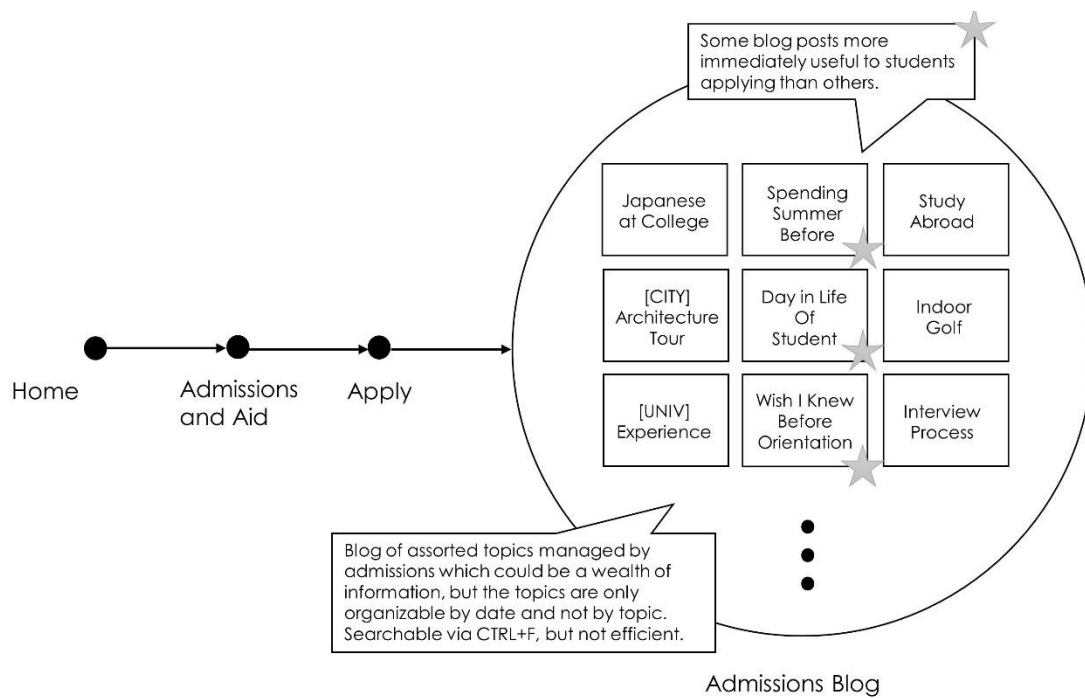 Some blog posts more
immediately useful to students
applying than others.
Japanese
at College
Spending
Summer
Before
Study
Abroad
[CITY]
Architecture
Tour
Day in Life
Of
Student
Indoor
Golf
[UNIV]
Experience
Wish I Knew
Before
Orientation
Interview
Process
Home
Admissions
and Aid
Apply
Blog of assorted topics managed by
admissions which could be a wealth of
information, but the topics are only
organizable by date and not by topic.
Searchable via CTRL+F, but not efficient.
Admissions Blog